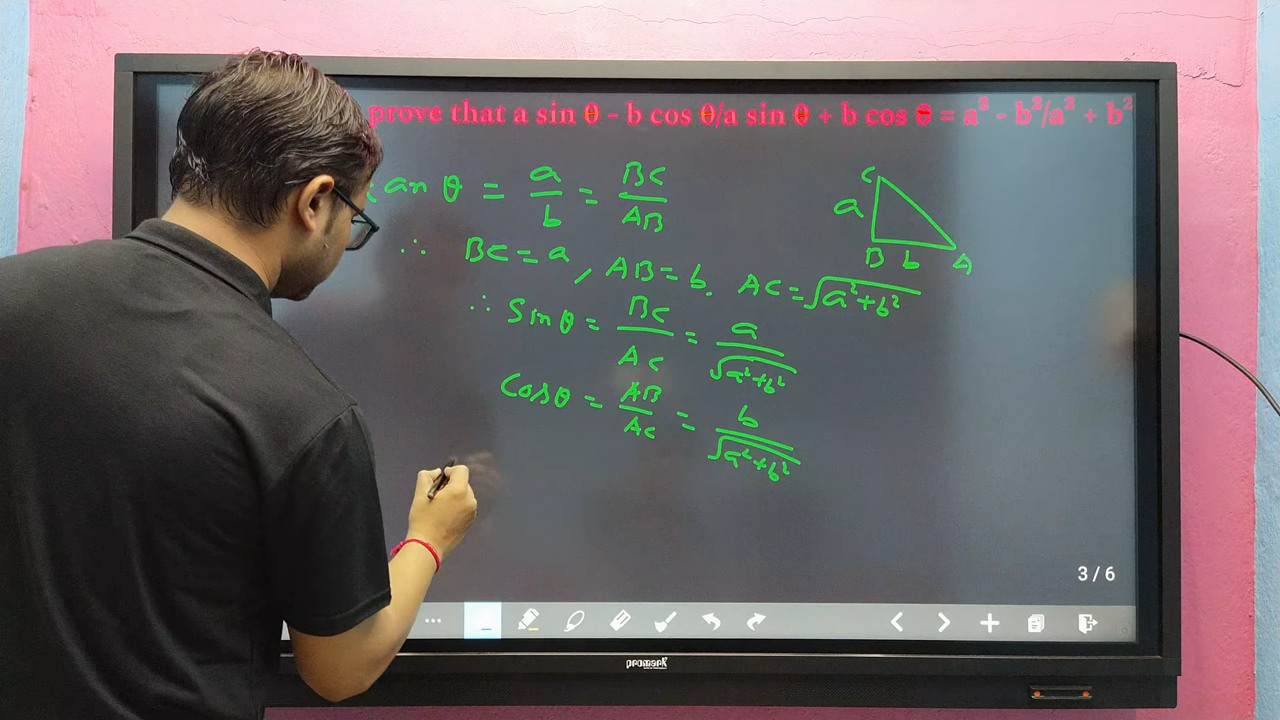 prove that a sin θ - b cos θ/a sin θ + b cos θ = a² - b²/a² + b²
tan θ = a/b = BC/AB
∴ BC = a, AB = b. AC = √a²+b²
∴ Sin θ = BC/AC = a/√a²+b²
Cos θ = AB/AC = b/√a²+b²
C
a
B b A
3 / 6
promark